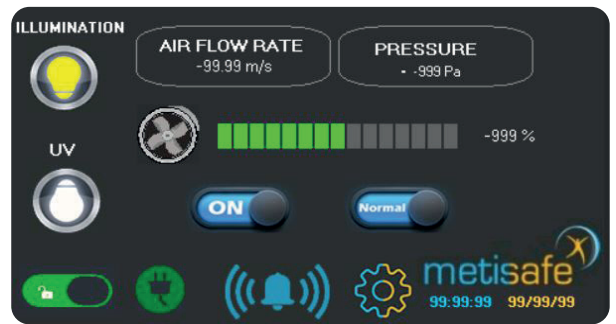 ILLUMINATION
AIR FLOW RATE
-99.99 m/s
PRESSURE
- -999 Pa
UV
-999 %
ON
Normal
metisafe
99:99:99 99/99/99